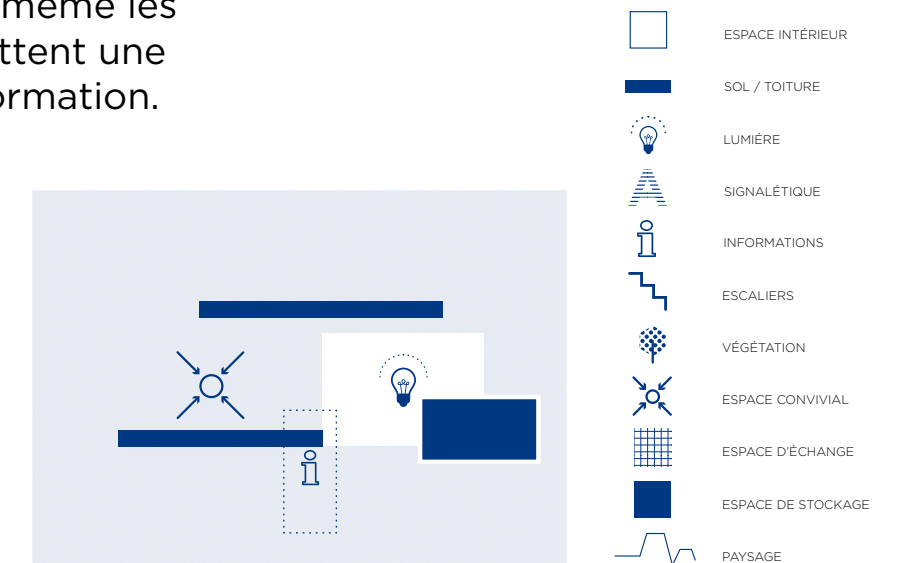 même les
ttent une
ormation.
ESPACE INTÉRIEUR
SOL / TOITURE
LUMIÉRE
SIGNALÉTIQUE
INFORMATIONS
ESCALIERS
VÉGÉTATION
ESPACE CONVIVIAL
ESPACE D'ÉCHANGE
ESPACE DE STOCKAGE
PAYSAGE